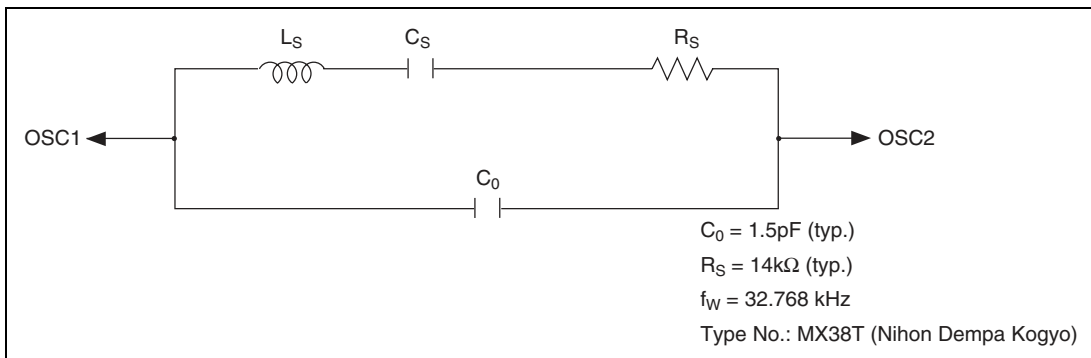 L_S C_S R_S
OSC1 OSC2
C_0
C_0 = 1.5pF (typ.)
R_S = 14kΩ (typ.)
f_W = 32.768 kHz
Type No.: MX38T (Nihon Dempa Kogyo)